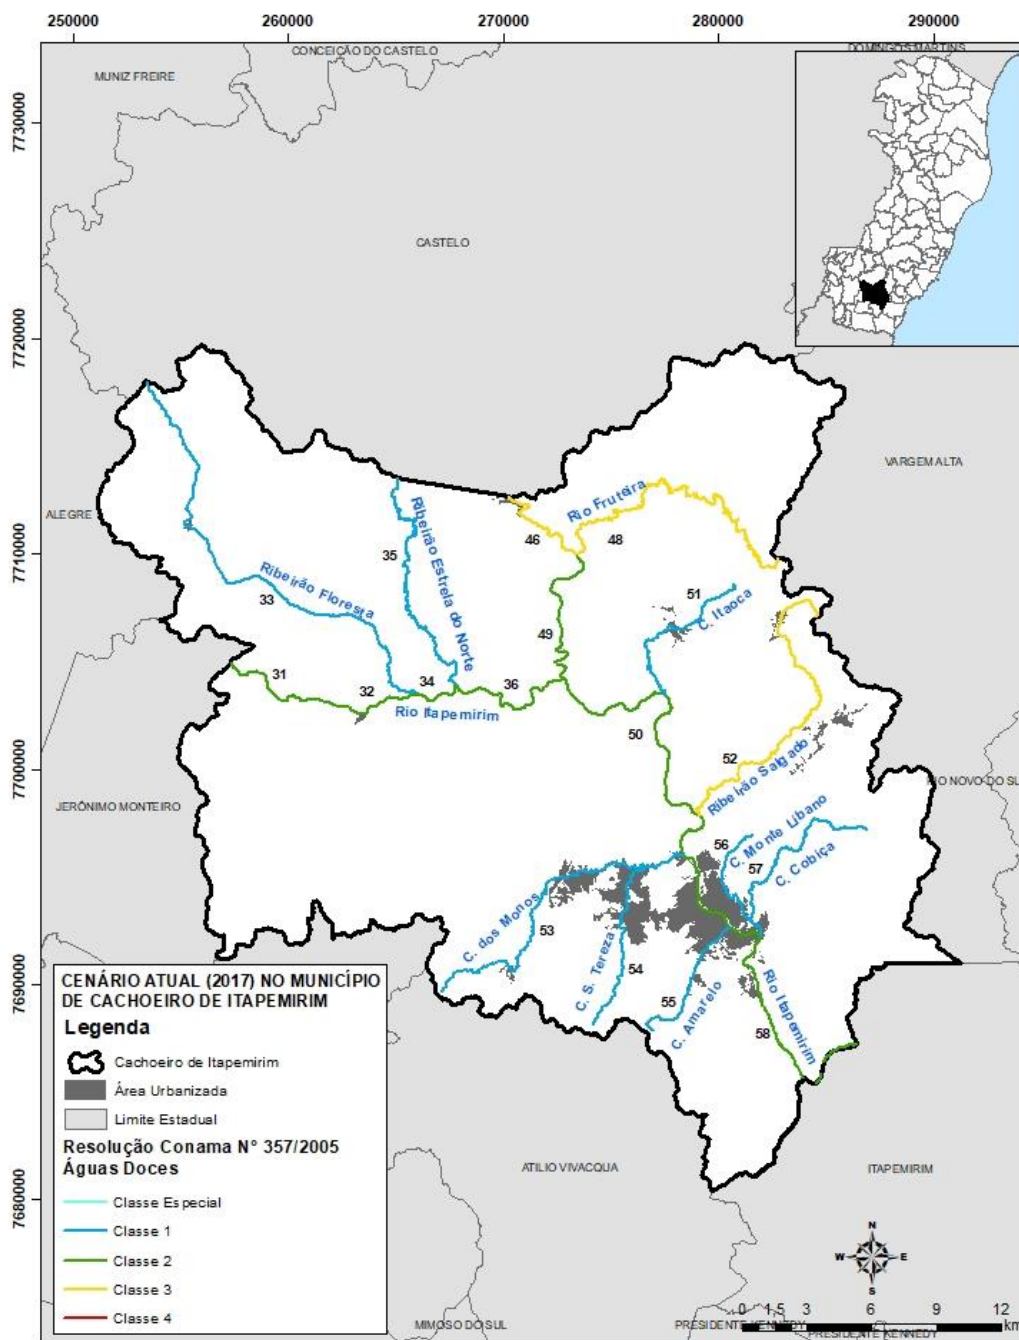 250000
260000
270000
280000
290000
CONCEIÇÃO DO CASTELO
DOMINGOS MARTINS
MUNIZ FREIRE
7730000
CASTELO
7720000
VARGEM ALTA
ALEGRE
7710000
Rio Fruteira
46
48
35
Ribeirão Estrela do Norte
Ribeirão Floresta
33
51
C. Itaoca
49
31
32
34
36
Rio Itapemirim
50
52
Ribeirão Salgado
7700000
JERÔNIMO MONTEIRO
56
C. Monte Líbano
57
C. Cobiça
C. dos Monos
53
C. S. Tereza
54
55
C. Amarelo
Rio Itapemirim
58
7690000
CENÁRIO ATUAL (2017) NO MUNICÍPIO
DE CACHOEIRO DE ITAPEMIRIM
Legenda
Cachoeiro de Itapemirim
Área Urbanizada
Limite Estadual
Resolução Conama N° 357/2005
Águas Doces
Classe Especial
Classe 1
Classe 2
Classe 3
Classe 4
ATILIO VIVACQUA
ITAPEMIRIM
7680000
N
W
E
S
0 1,5 3 6 9 12
km
MIMOSO DO SUL
PRESIDENTE KENNEDY
PRESIDENTE KENNEDY